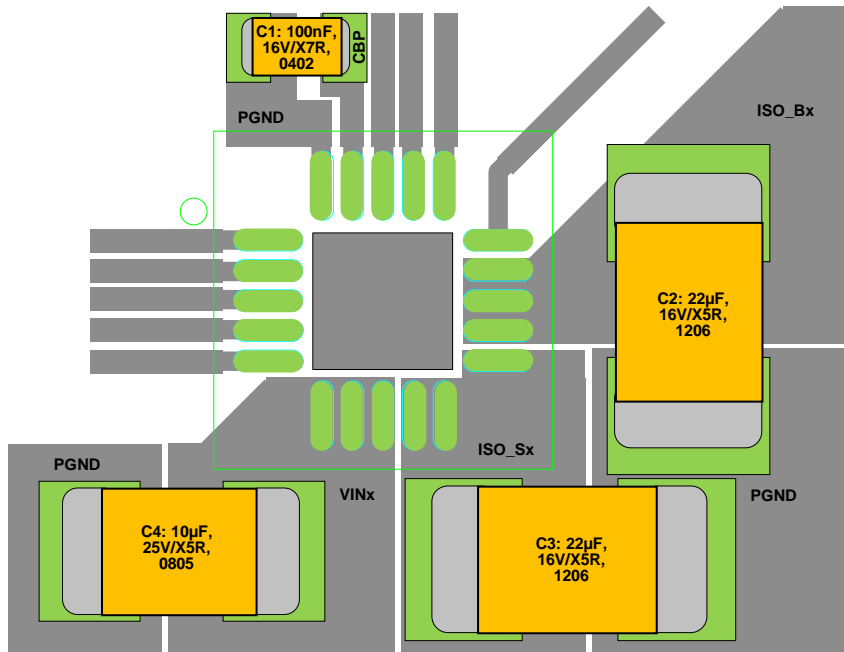 C1: 100nF,
16V/X7R,
0402
CBP
PGND
ISO_Bx
C2: 22µF,
16V/X5R,
1206
ISO_Sx
PGND
VINx
PGND
C4: 10µF,
25V/X5R,
0805
C3: 22µF,
16V/X5R,
1206